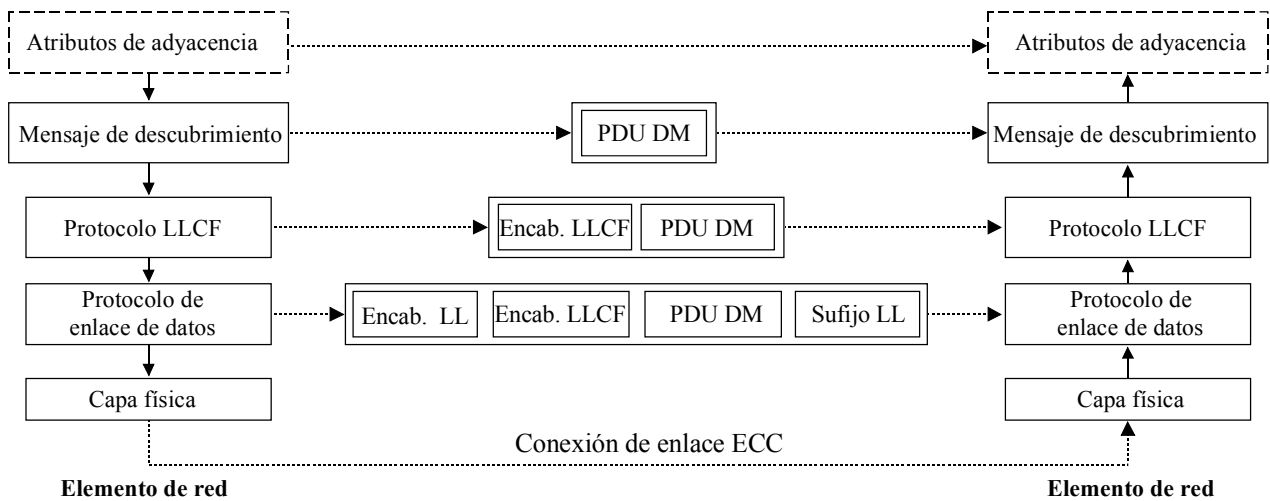 Atributos de adyacencia
Atributos de adyacencia
Mensaje de descubrimiento
PDU DM
Mensaje de descubrimiento
Protocolo LLCF
Encab. LLCF
PDU DM
Protocolo LLCF
Protocolo de
enlace de datos
Encab. LL
Encab. LLCF
PDU DM
Sufijo LL
Protocolo de
enlace de datos
Capa física
Capa física
Conexión de enlace ECC
Elemento de red
Elemento de red